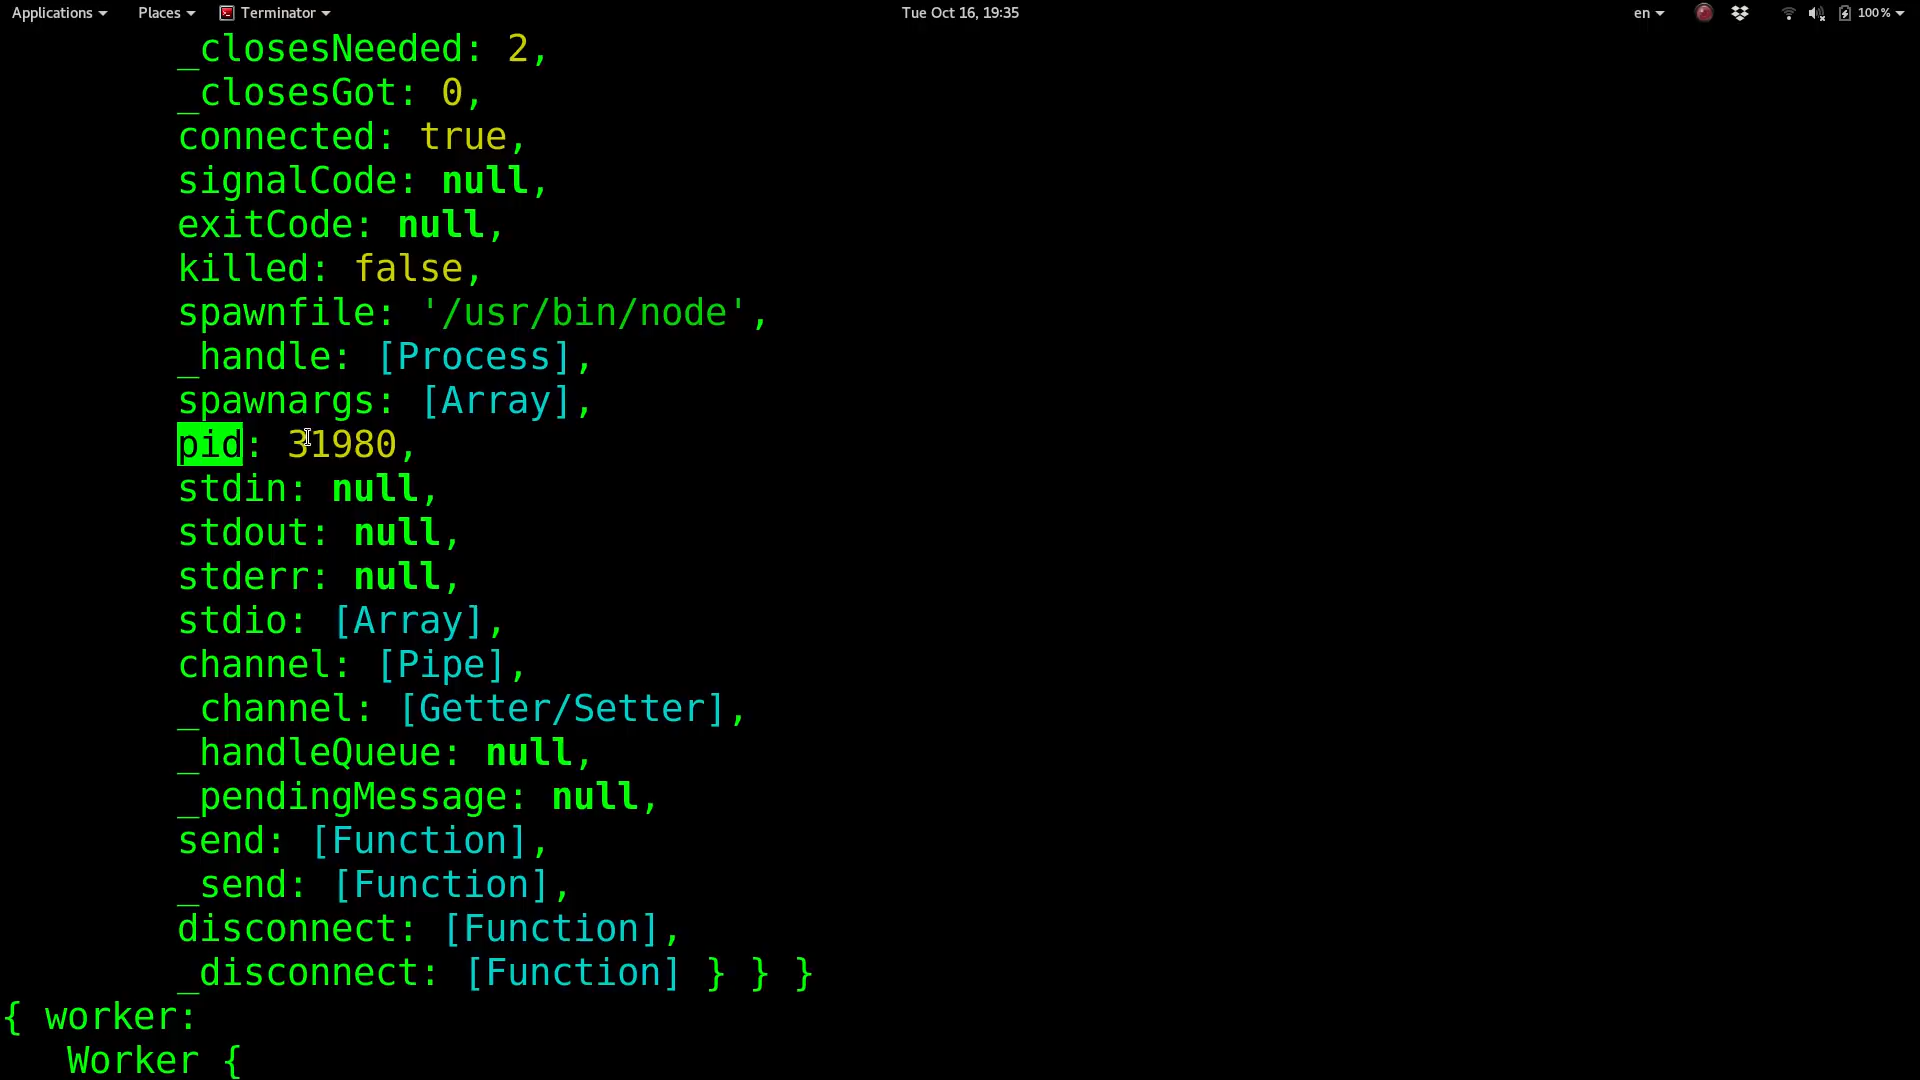 Applications Places Terminator Tue Oct 16, 19:35 en 100%
_closesNeeded: 2,
_closesGot: 0,
connected: true,
signalCode: null,
exitCode: null,
killed: false,
spawnfile: '/usr/bin/node',
_handle: [Process],
spawnargs: [Array],
pid: 31980,
stdin: null,
stdout: null,
stderr: null,
stdio: [Array],
channel: [Pipe],
_channel: [Getter/Setter],
_handleQueue: null,
_pendingMessage: null,
send: [Function],
_send: [Function],
disconnect: [Function],
_disconnect: [Function] } } }
{ worker:
Worker {